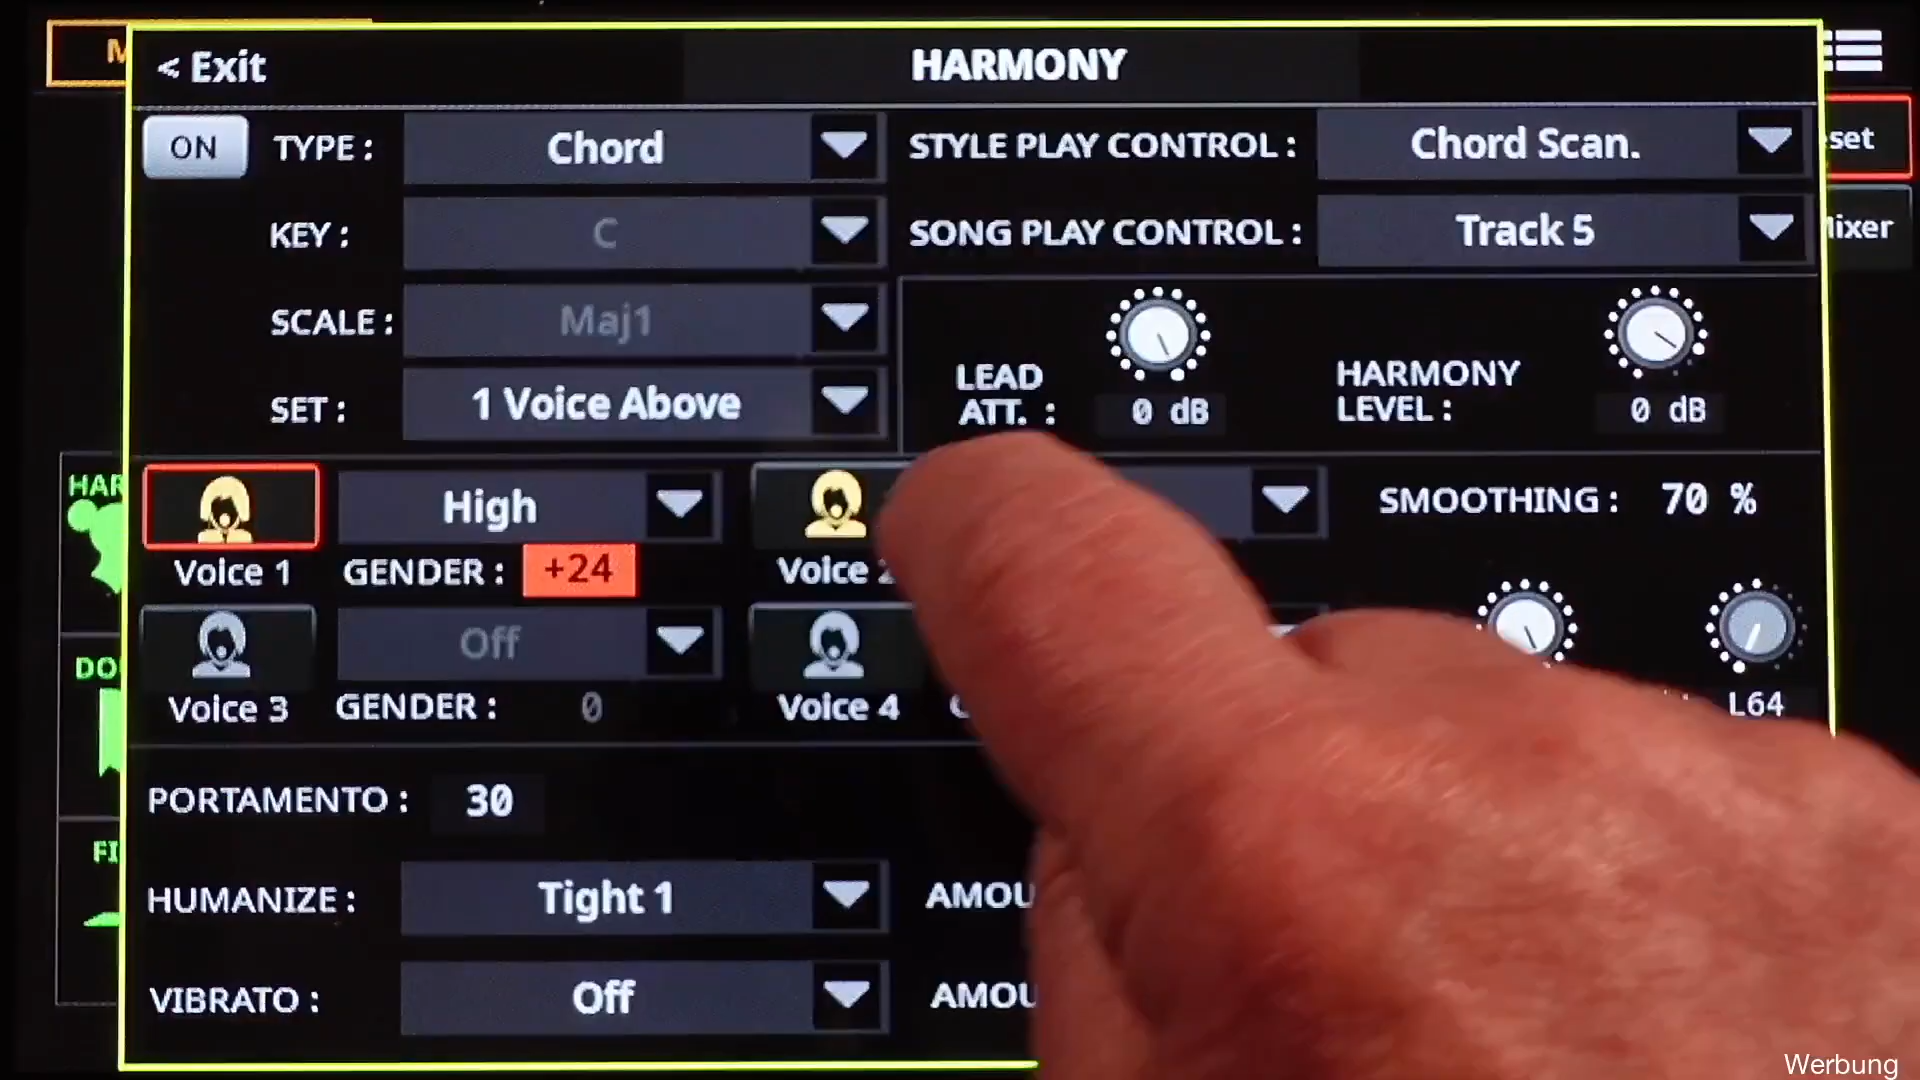 < Exit
HARMONY
ON
TYPE :
Chord
STYLE PLAY CONTROL :
Chord Scan.
KEY :
C
SONG PLAY CONTROL :
Track 5
SCALE :
Maj1
SET :
1 Voice Above
LEAD
ATT. :
0 dB
HARMONY
LEVEL :
0 dB
High
SMOOTHING : 70 %
Voice 1
GENDER : +24
Voice 2
Off
Voice 3
GENDER : 0
Voice 4
L64
PORTAMENTO : 30
HUMANIZE :
Tight 1
VIBRATO :
Off
Werbung